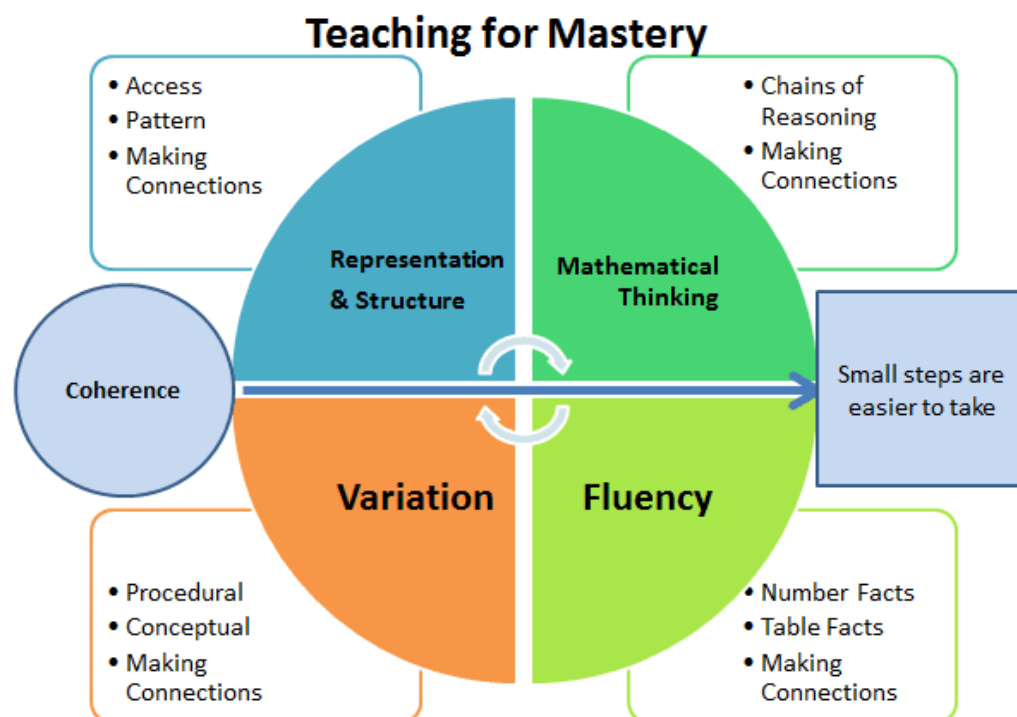 Teaching for Mastery
• Access
• Pattern
• Making
Connections
• Chains of
Reasoning
• Making
Connections
Representation
& Structure
Mathematical
Thinking
Coherence
Small steps are
easier to take
Variation
Fluency
• Procedural
• Conceptual
• Making
Connections
• Number Facts
• Table Facts
• Making
Connections